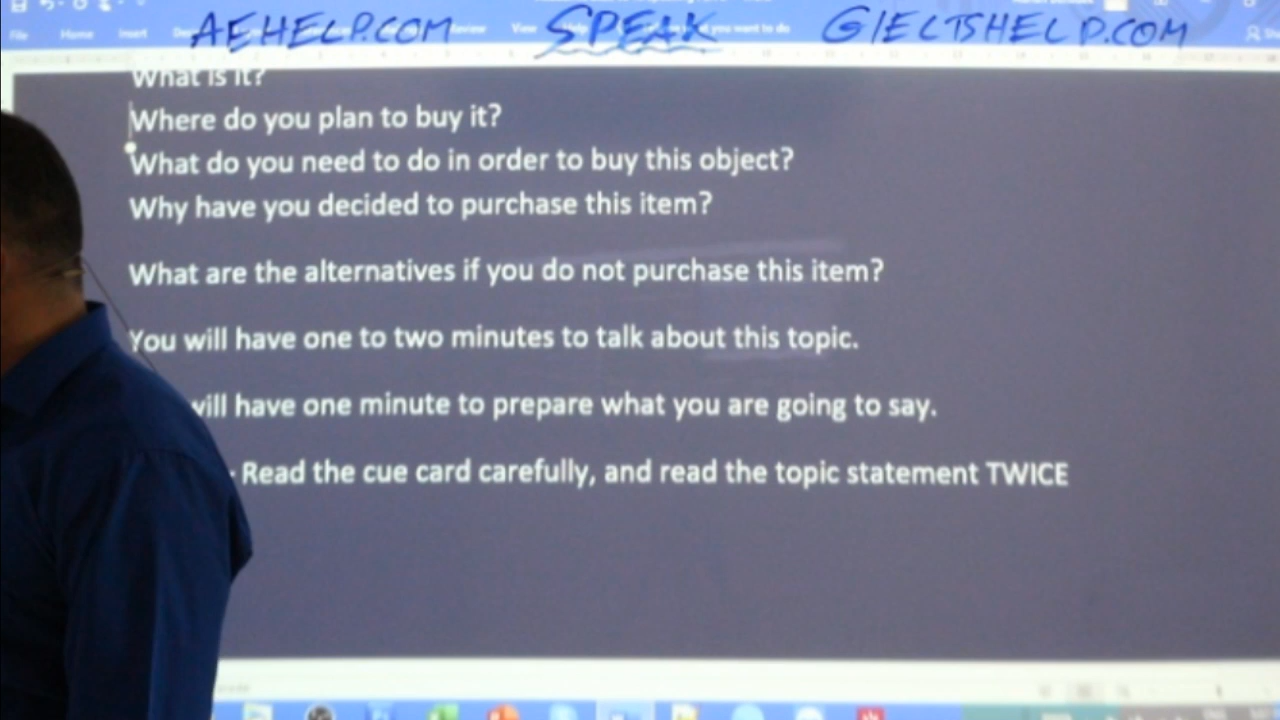 AEHELP.COM SPEAK GIELTSHELP.COM
File Home Insert View
What is it?
Where do you plan to buy it?
What do you need to do in order to buy this object?
Why have you decided to purchase this item?
What are the alternatives if you do not purchase this item?
You will have one to two minutes to talk about this topic.
will have one minute to prepare what you are going to say.
- Read the cue card carefully, and read the topic statement TWICE